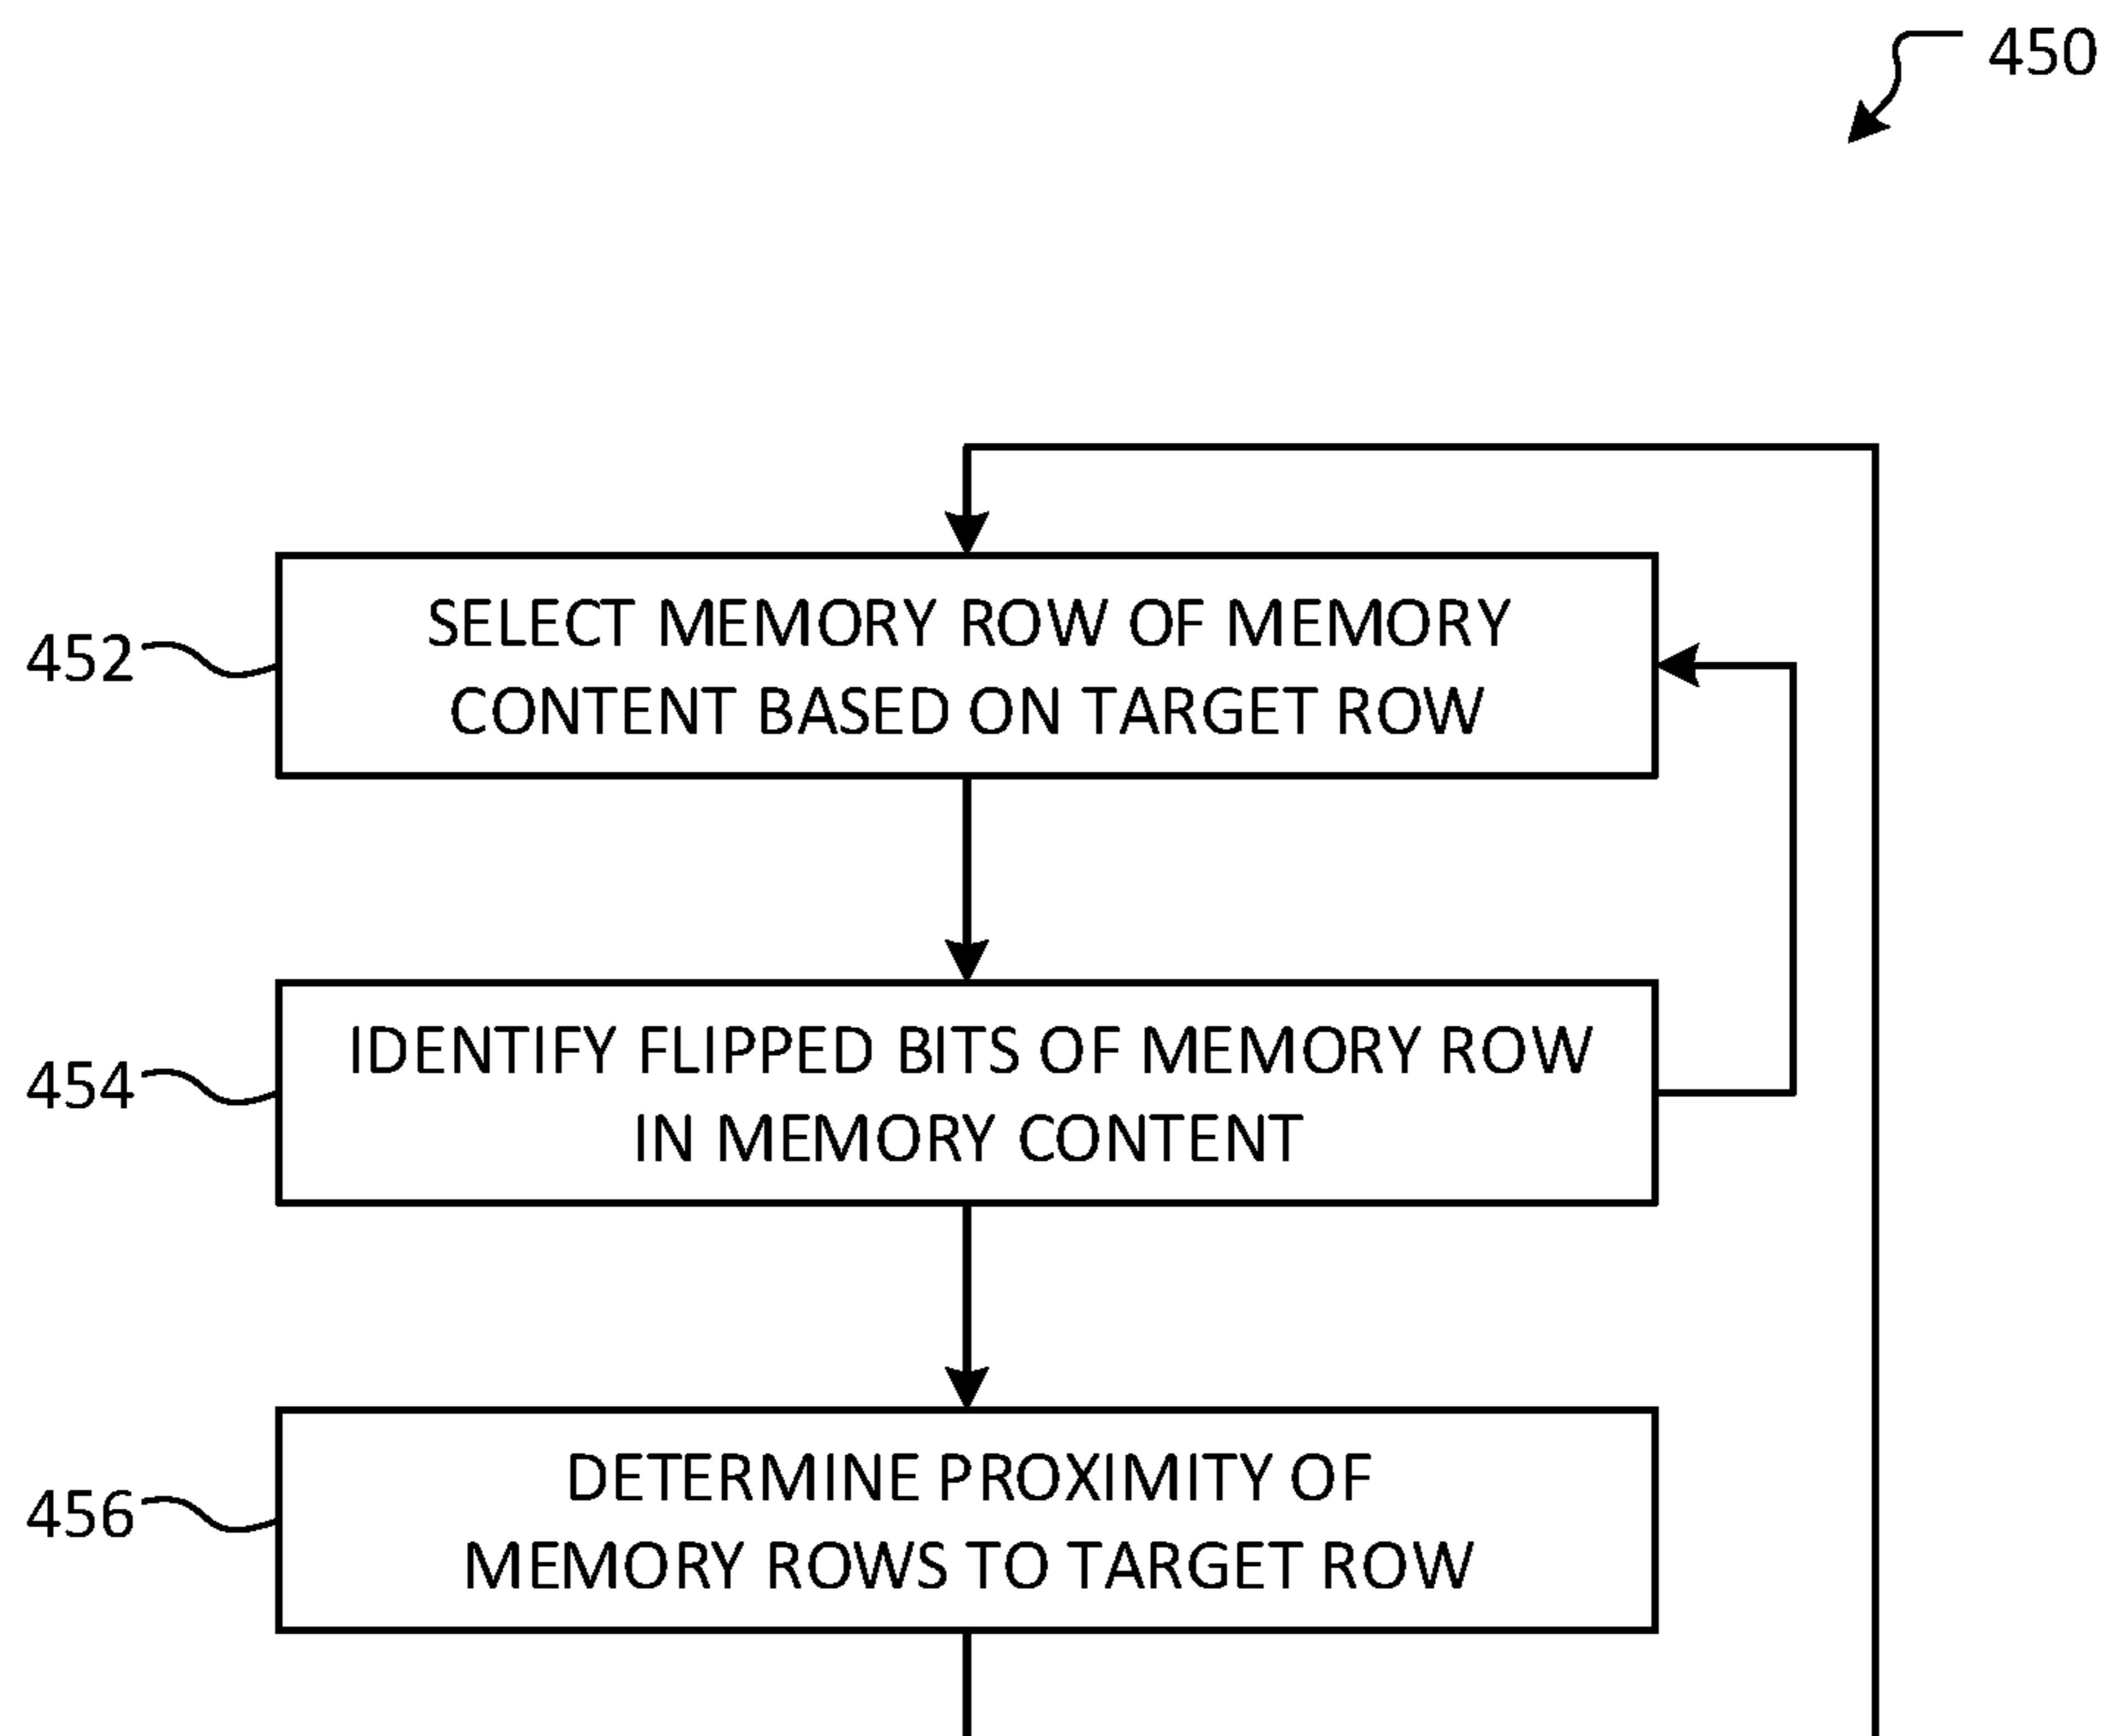 450
452
SELECT MEMORY ROW OF MEMORY
CONTENT BASED ON TARGET ROW
454
IDENTIFY FLIPPED BITS OF MEMORY ROW
IN MEMORY CONTENT
456
DETERMINE PROXIMITY OF
MEMORY ROWS TO TARGET ROW